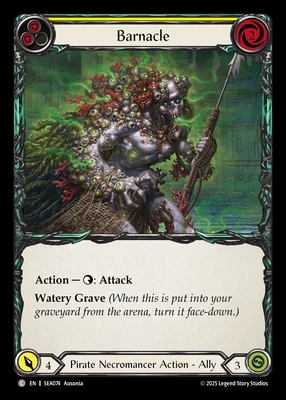 Barnacle
Action — : Attack
Watery Grave (When this is put into your
graveyard from the arena, turn it face-down.)
4
Pirate Necromancer Action - Ally
3
C EN | SEA074 Ausonia
© 2025 Legend Story Studios